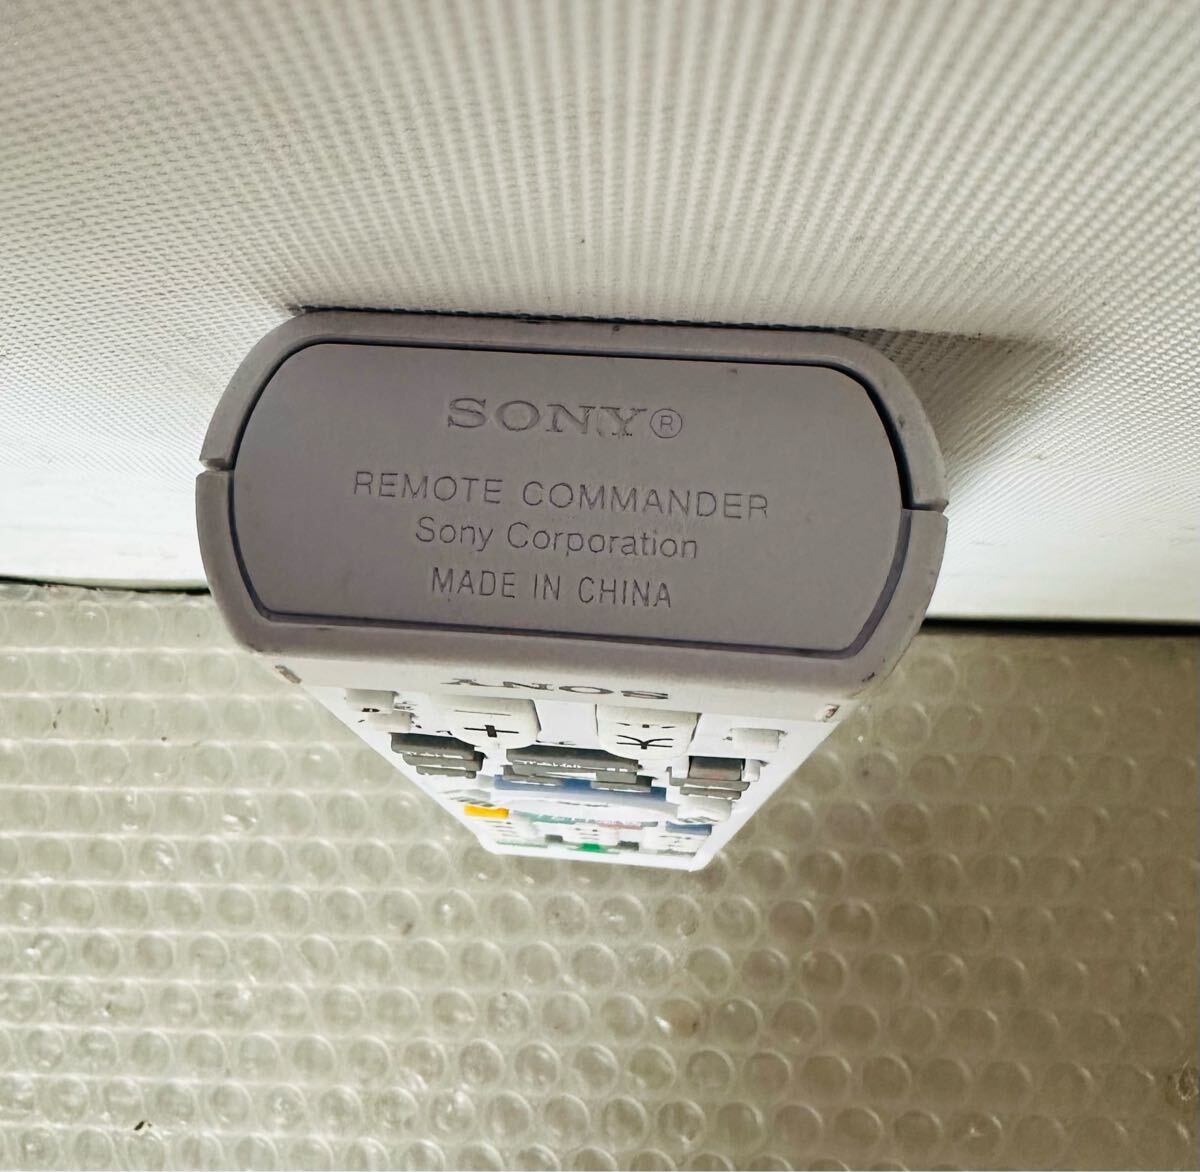 SONY®
REMOTE COMMANDER
Sony Corporation
MADE IN CHINA
SONY